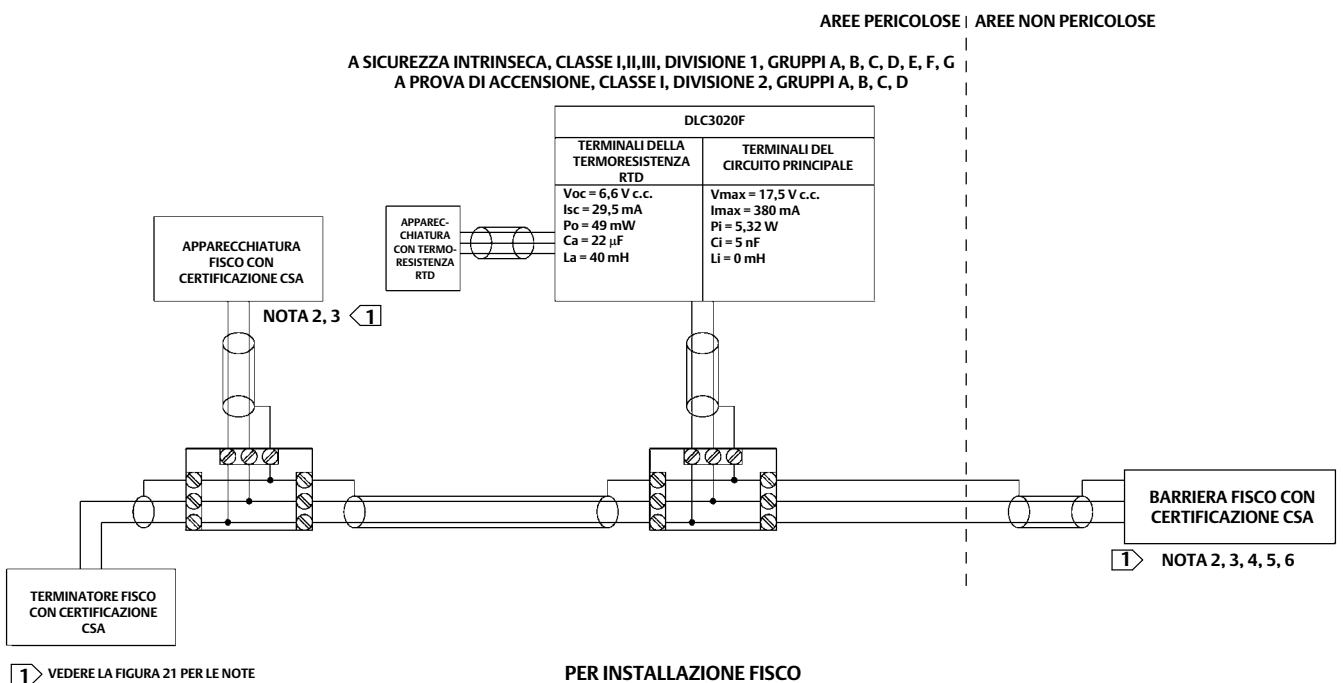 AREE PERICOLOSE
AREE NON PERICOLOSE
A SICUREZZA INTRINSECA, CLASSE I,II,III, DIVISIONE 1, GRUPPI A, B, C, D, E, F, G
A PROVA DI ACCENSIONE, CLASSE I, DIVISIONE 2, GRUPPI A, B, C, D
DLC3020F
TERMINALI DELLA
TERMORESISTENZA
RTD
Voc = 6,6 V c.c.
Isc = 29,5 mA
Po = 49 mW
Ca = 22 μF
La = 40 mH
TERMINALI DEL
CIRCUITO PRINCIPALE
Vmax = 17,5 V c.c.
Imax = 380 mA
Pi = 5,32 W
Ci = 5 nF
Li = 0 mH
APPAREC-
CHIATURA
CON TERMO-
RESISTENZA
RTD
APPARECCHIATURA
FISCO CON
CERTIFICAZIONE CSA
NOTA 2, 3 1
BARRIERA FISCO CON
CERTIFICAZIONE CSA
1 NOTA 2, 3, 4, 5, 6
TERMINATORE FISCO
CON CERTIFICAZIONE
CSA
1 VEDERE LA FIGURA 21 PER LE NOTE
PER INSTALLAZIONE FISCO